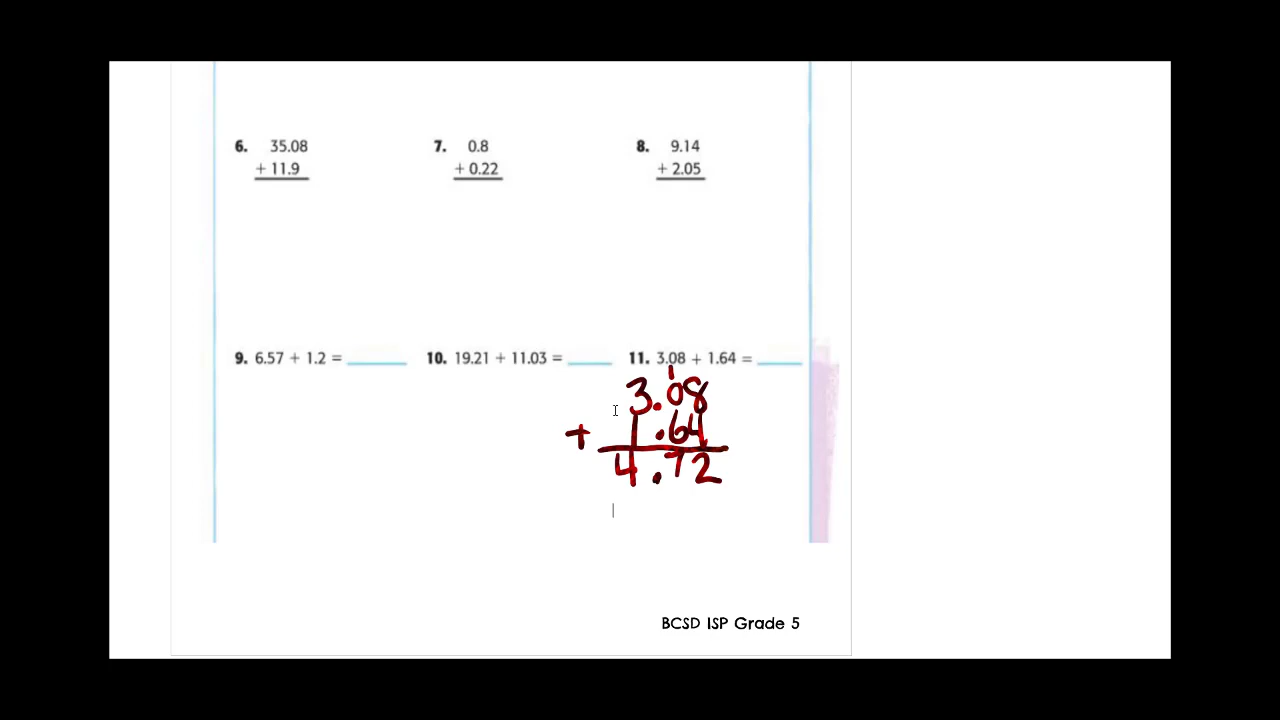 6. 35.08 7. 0.8 8. 9.14
+ 11.9 + 0.22 + 2.05
9. 6.57 + 1.2 = 10. 19.21 + 11.03 = 11. 3.08 + 1.64 =
1
3.08
+ 1.64
4.72
BCSD ISP Grade 5